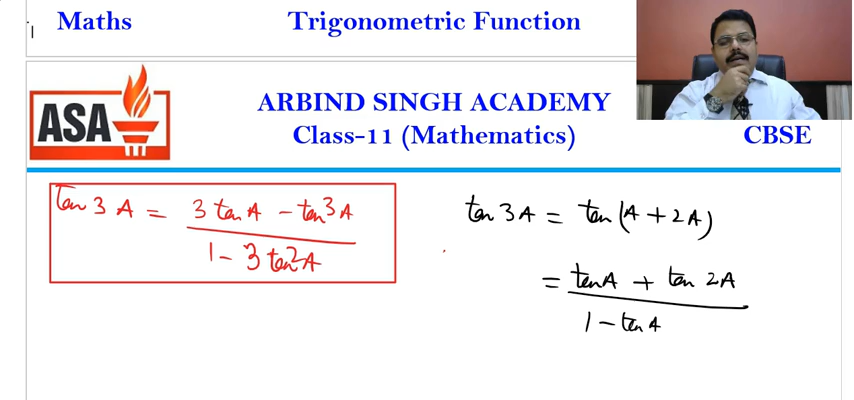 Maths Trigonometric Function
ASA
ARBIND SINGH ACADEMY
Class-11 (Mathematics) CBSE
tan 3A = (3 tan A - tan³A) / (1 - 3 tan²A)
tan 3A = tan(A + 2A)
= (tan A + tan 2A) / (1 - tan A